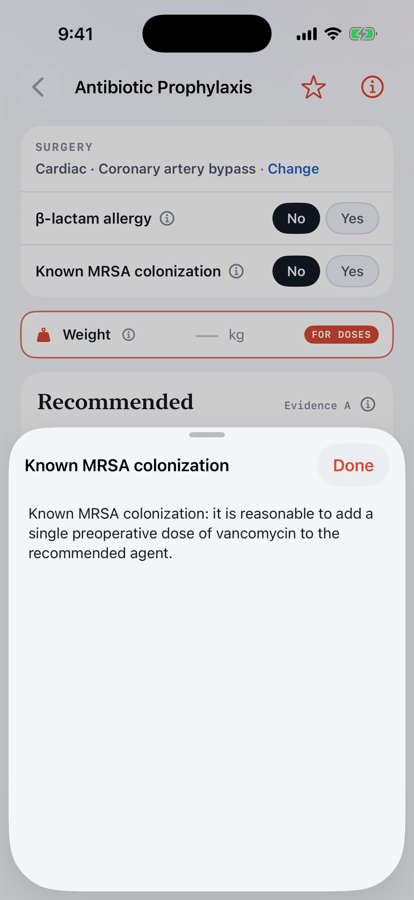 9:41
Antibiotic Prophylaxis
SURGERY
Cardiac · Coronary artery bypass · Change
β-lactam allergy No Yes
Known MRSA colonization No Yes
Weight — kg FOR DOSES
Recommended Evidence A
Known MRSA colonization Done
Known MRSA colonization: it is reasonable to add a
single preoperative dose of vancomycin to the
recommended agent.